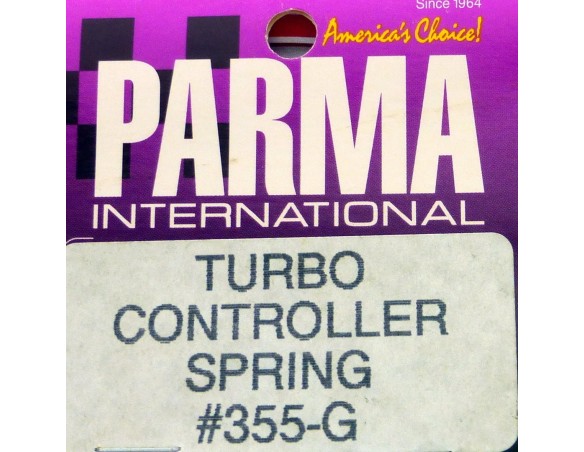 Since 1964
America's Choice!
PARMA
INTERNATIONAL
TURBO
CONTROLLER
SPRING
#355-G